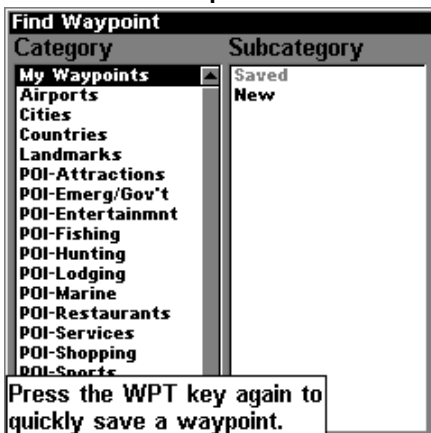 Find Waypoint
Category
Subcategory
My Waypoints
Airports
Cities
Countries
Landmarks
POI-Attractions
POI-Emerg/Gov't
POI-Entertainmnt
POI-Fishing
POI-Hunting
POI-Lodging
POI-Marine
POI-Restaurants
POI-Services
POI-Shopping
POI-Sports
Saved
New
Press the WPT key again to
quickly save a waypoint.